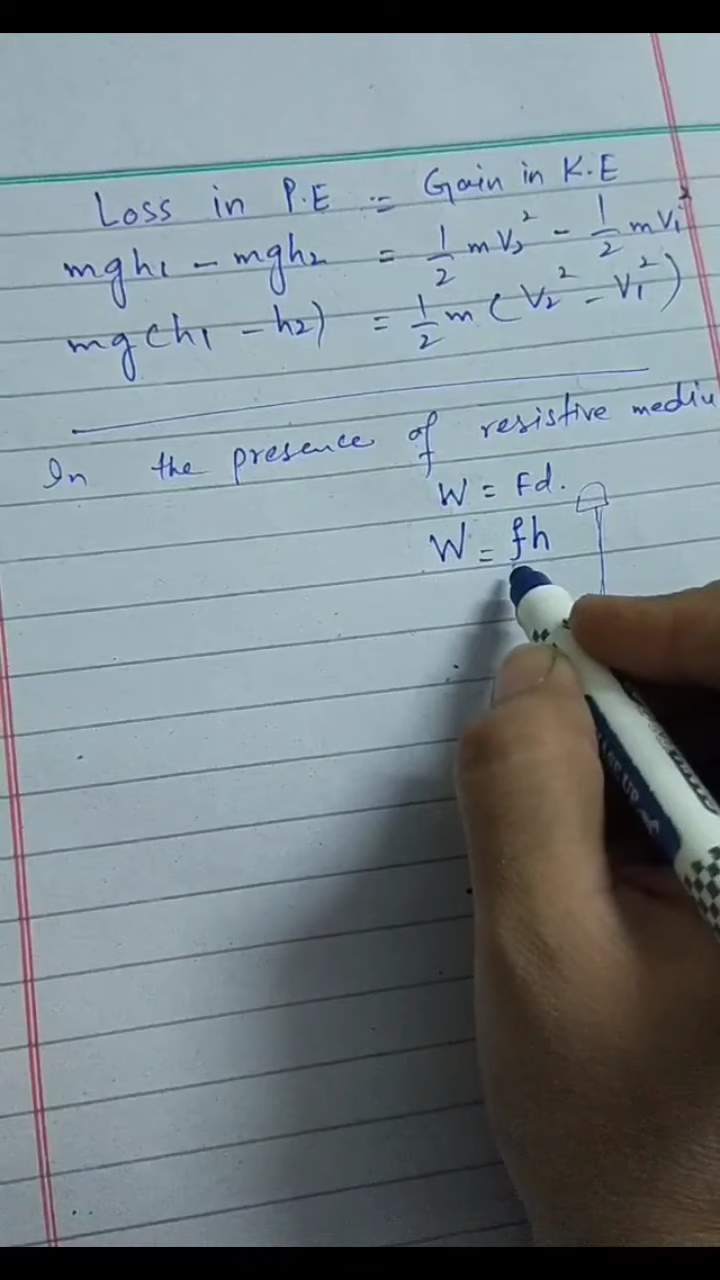 Loss in P.E = Gain in K.E
mgh₁ - mgh₂ = 1/2 mV₂² - 1/2 mV₁²
mg(h₁ - h₂) = 1/2 m (V₂² - V₁²)
In the presence of resistive mediu
W = Fd.
W = fh